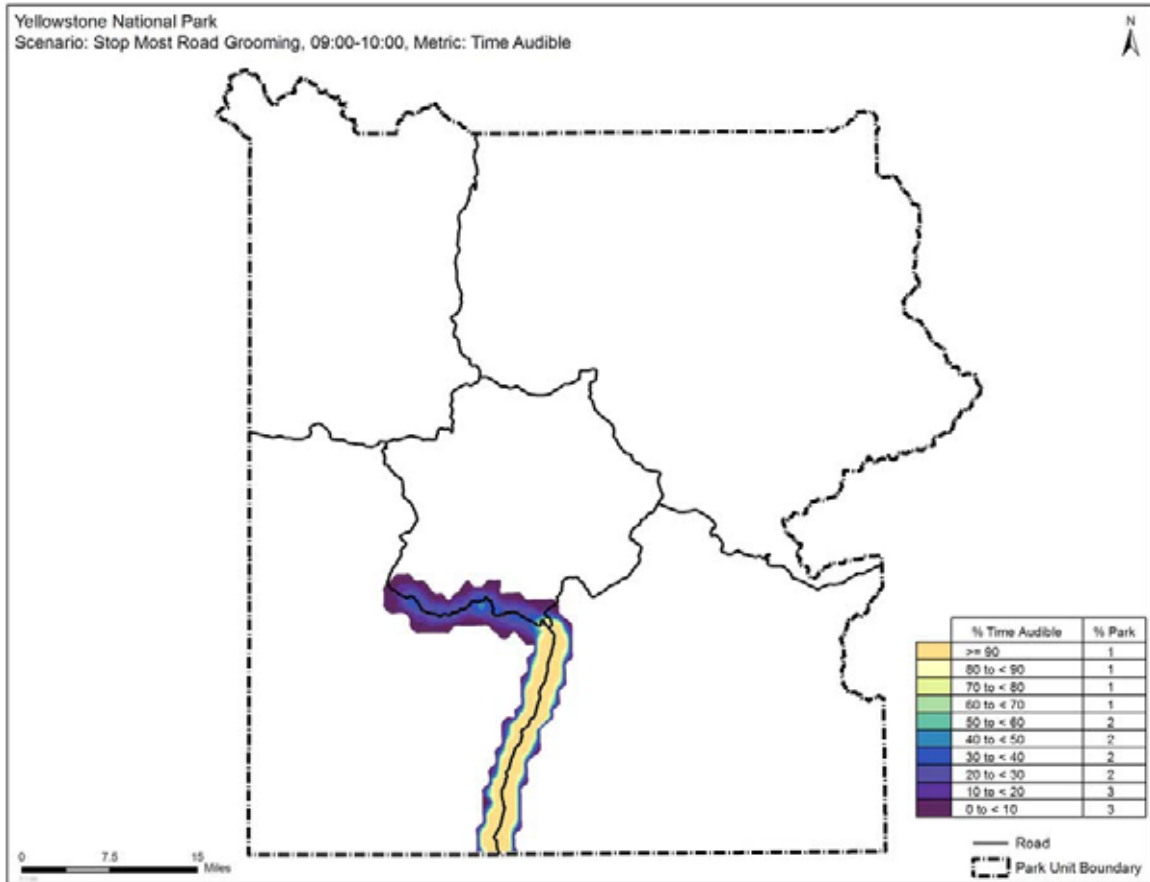 Yellowstone National Park
Scenario: Stop Most Road Grooming, 09:00-10:00, Metric: Time Audible
N
% Time Audible % Park
>= 90 1
80 to < 90 1
70 to < 80 1
60 to < 70 1
50 to < 60 2
40 to < 50 2
30 to < 40 2
20 to < 30 2
10 to < 20 3
0 to < 10 3
Road
Park Unit Boundary
0 7.5 15
Miles